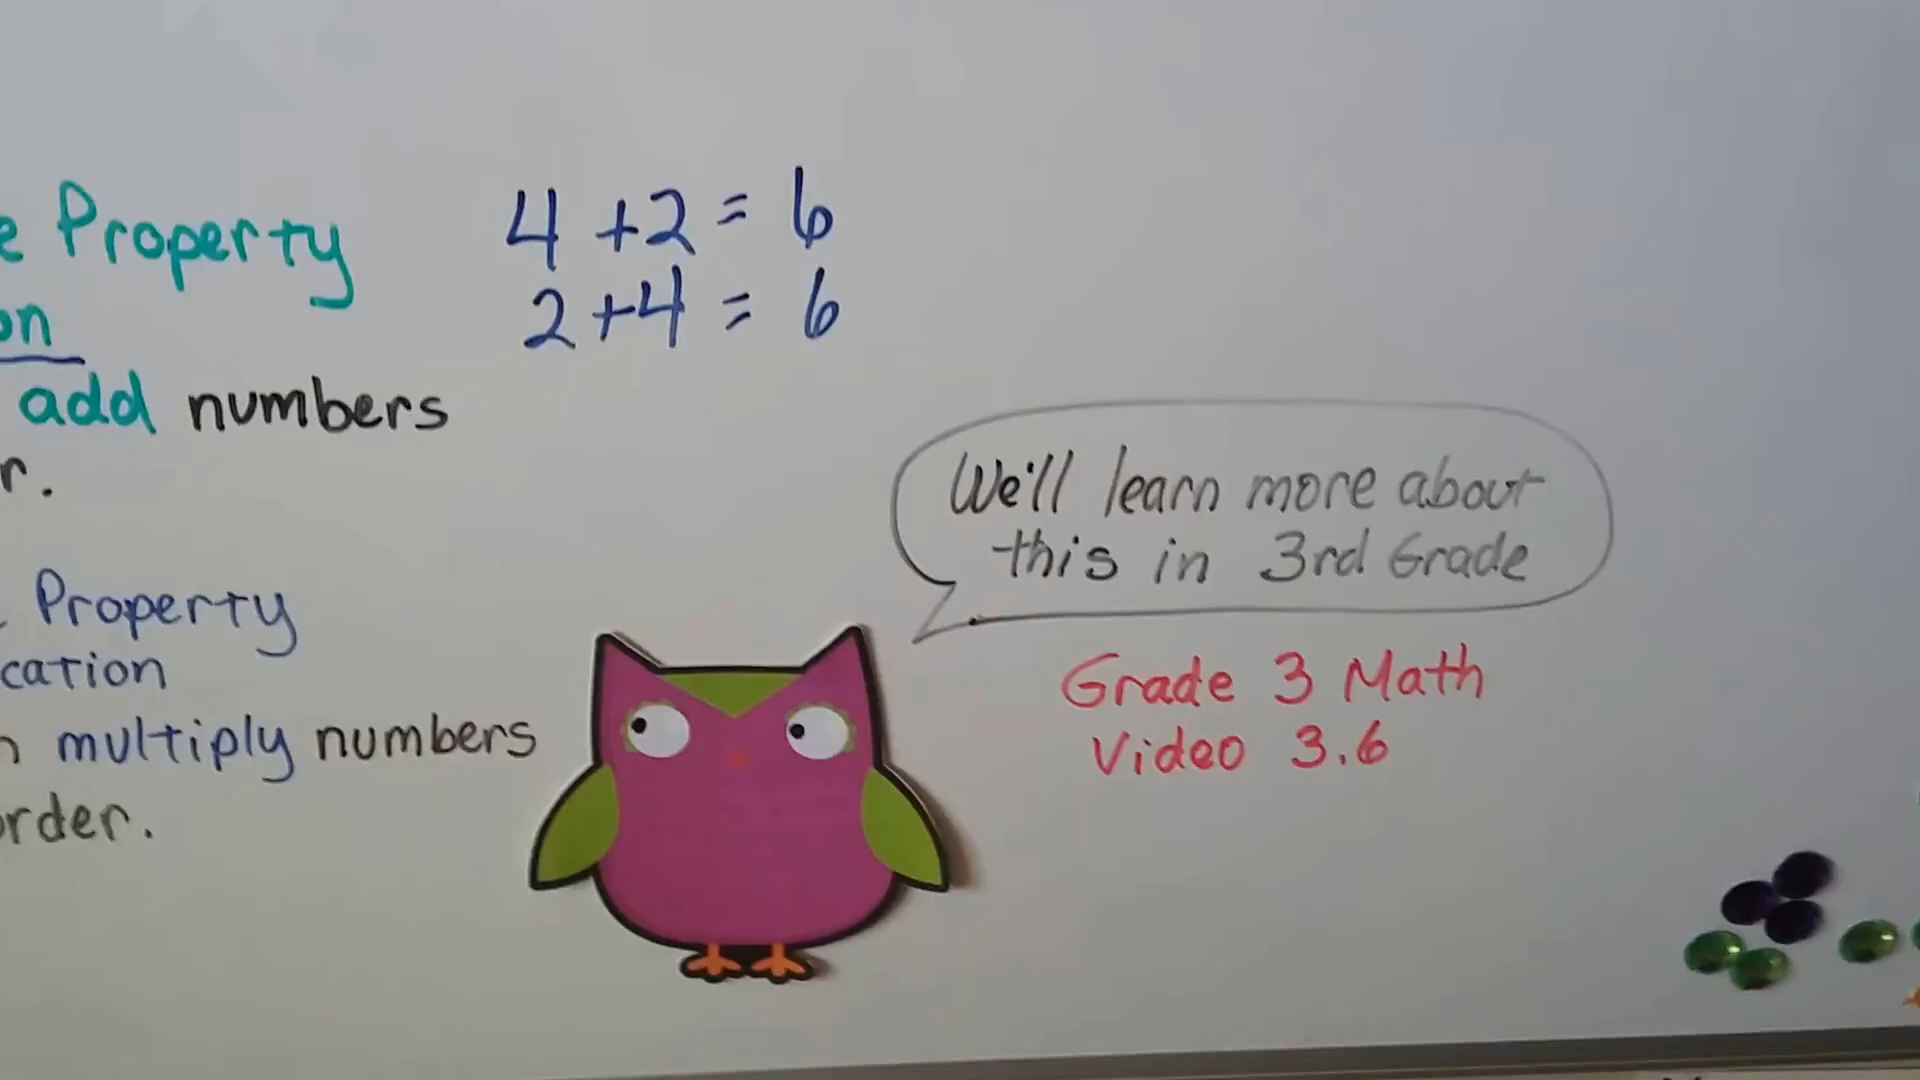 e Property
on
add numbers
r.
4 + 2 = 6
2 + 4 = 6
We'll learn more about
this in 3rd Grade
Property
cation
n multiply numbers
order.
Grade 3 Math
Video 3.6